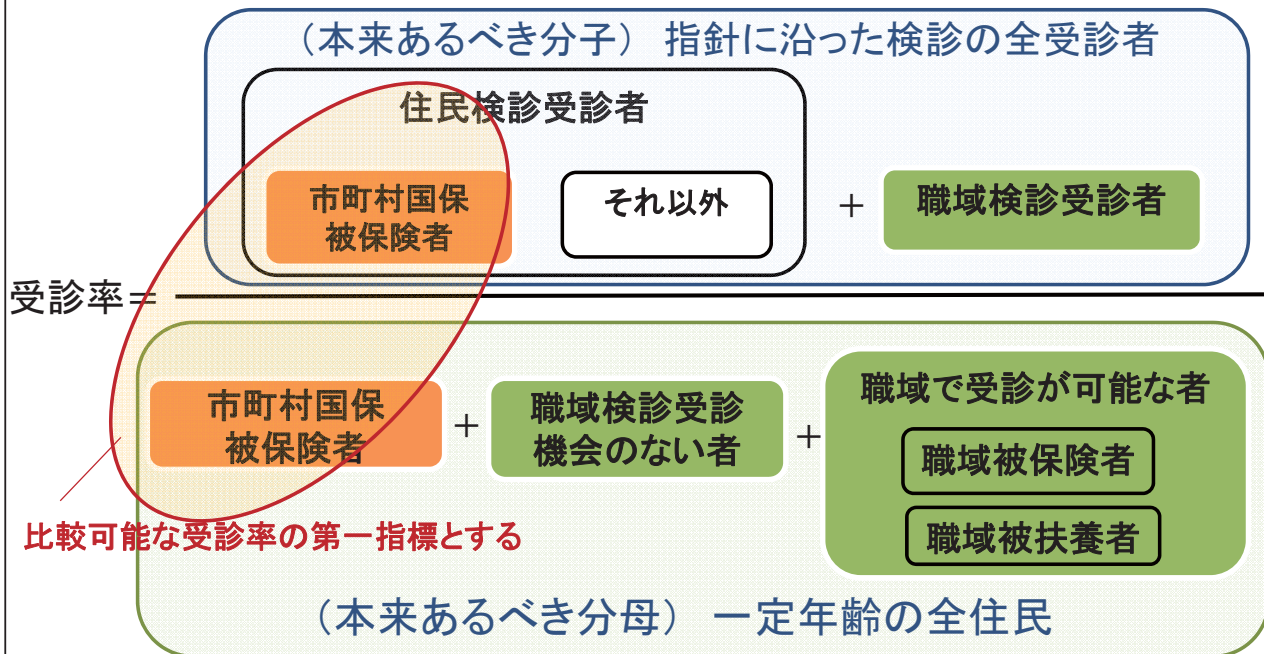 (本来あるべき分子) 指針に沿った検診の全受診者
住民検診受診者
市町村国保
被保険者
それ以外
+
職域検診受診者
受診率=
市町村国保
被保険者
+
職域検診受診
機会のない者
+
職域で受診が可能な者
職域被保険者
職域被扶養者
比較可能な受診率の第一指標とする
(本来あるべき分母) 一定年齢の全住民